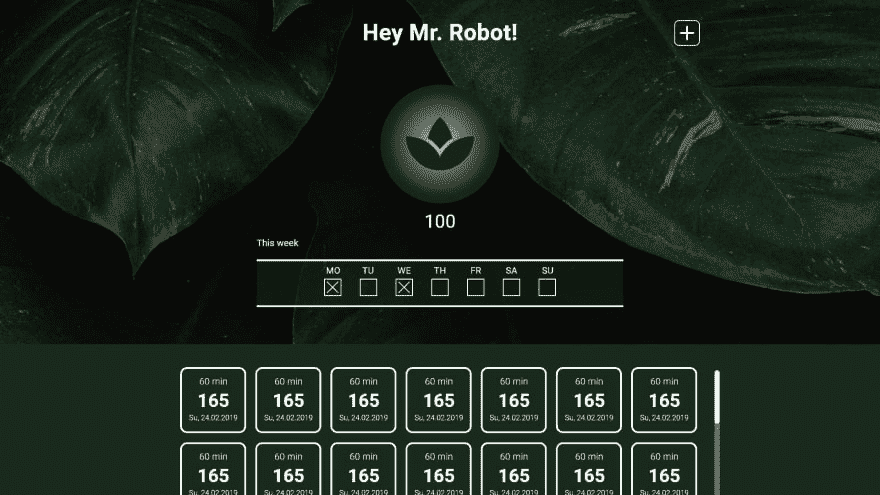 Hey Mr. Robot!
100
This week
MO TU WE TH FR SA SU
60 min 60 min 60 min 60 min 60 min 60 min 60 min
165 165 165 165 165 165 165
Su, 24.02.2019 Su, 24.02.2019 Su, 24.02.2019 Su, 24.02.2019 Su, 24.02.2019 Su, 24.02.2019 Su, 24.02.2019
60 min 60 min 60 min 60 min 60 min 60 min 60 min
165 165 165 165 165 165 165
Su, 24.02.2019 Su, 24.02.2019 Su, 24.02.2019 Su, 24.02.2019 Su, 24.02.2019 Su, 24.02.2019 Su, 24.02.2019